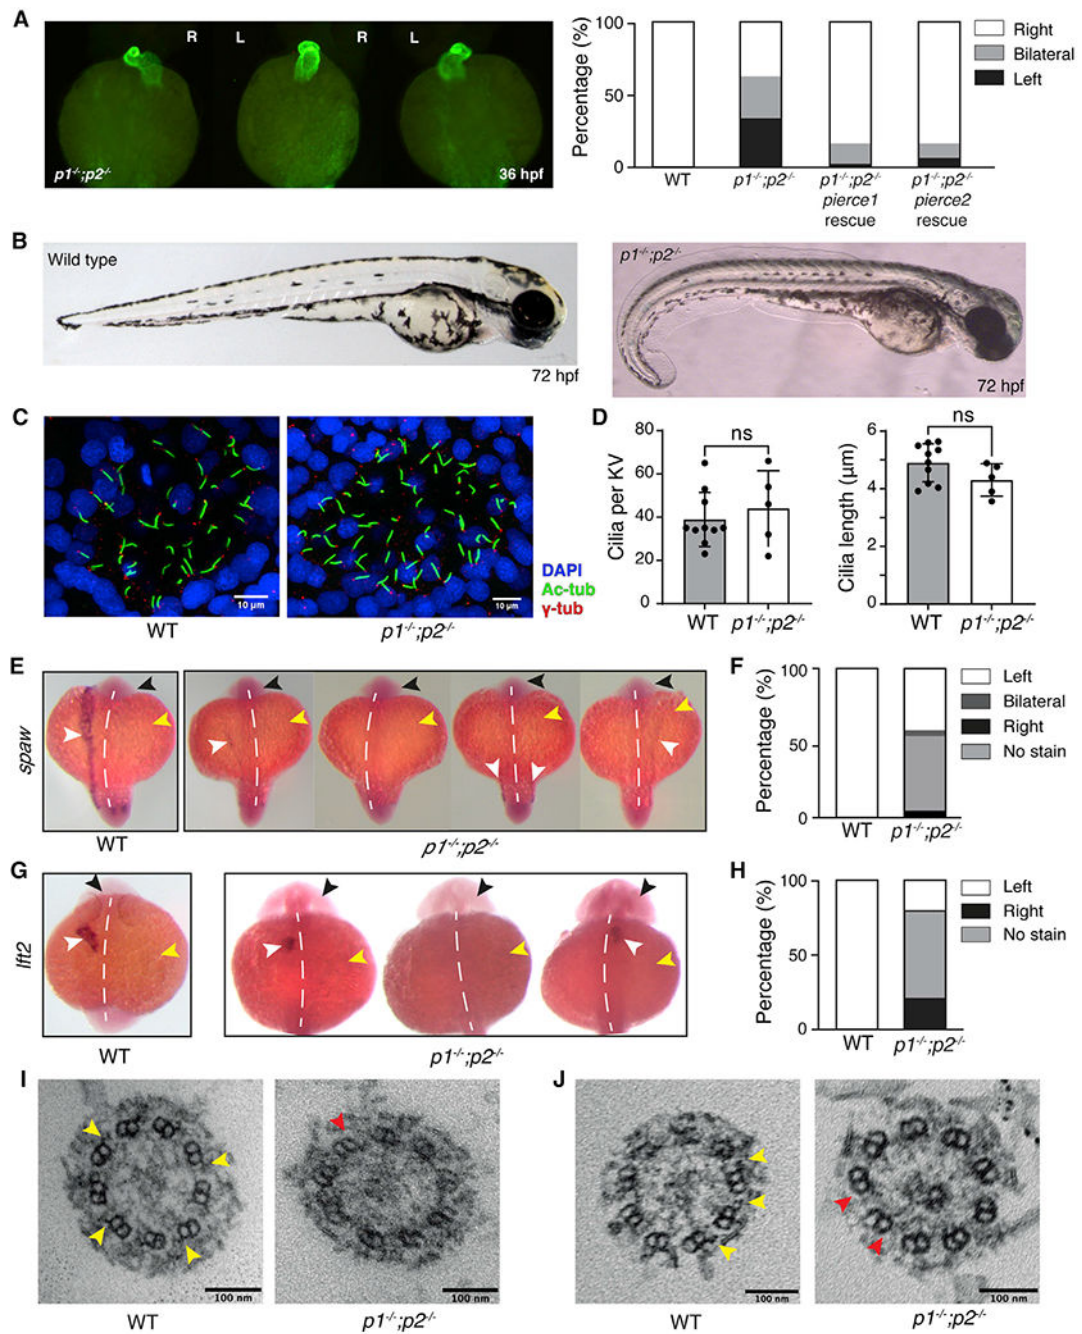 A
R L R L
p1-/-;p2-/-
36 hpf
Percentage (%)
100
50
0
Right
Bilateral
Left
WT
p1-/-;p2-/-
p1-/-;p2-/-
pierce1
rescue
p1-/-;p2-/-
pierce2
rescue
B
Wild type
72 hpf
p1-/-;p2-/-
72 hpf
C
10 µm
10 µm
DAPI
Ac-tub
γ-tub
WT
p1-/-;p2-/-
D
Cilia per KV
80
60
40
20
0
ns
WT p1-/-;p2-/-
Cilia length (µm)
6
4
2
0
ns
WT p1-/-;p2-/-
E
spaw
WT
p1-/-;p2-/-
F
Percentage (%)
100
50
0
Left
Bilateral
Right
No stain
WT p1-/-;p2-/-
G
lft2
WT
p1-/-;p2-/-
H
Percentage (%)
100
50
0
Left
Right
No stain
WT p1-/-;p2-/-
I
100 nm
100 nm
WT
p1-/-;p2-/-
J
100 nm
100 nm
WT
p1-/-;p2-/-